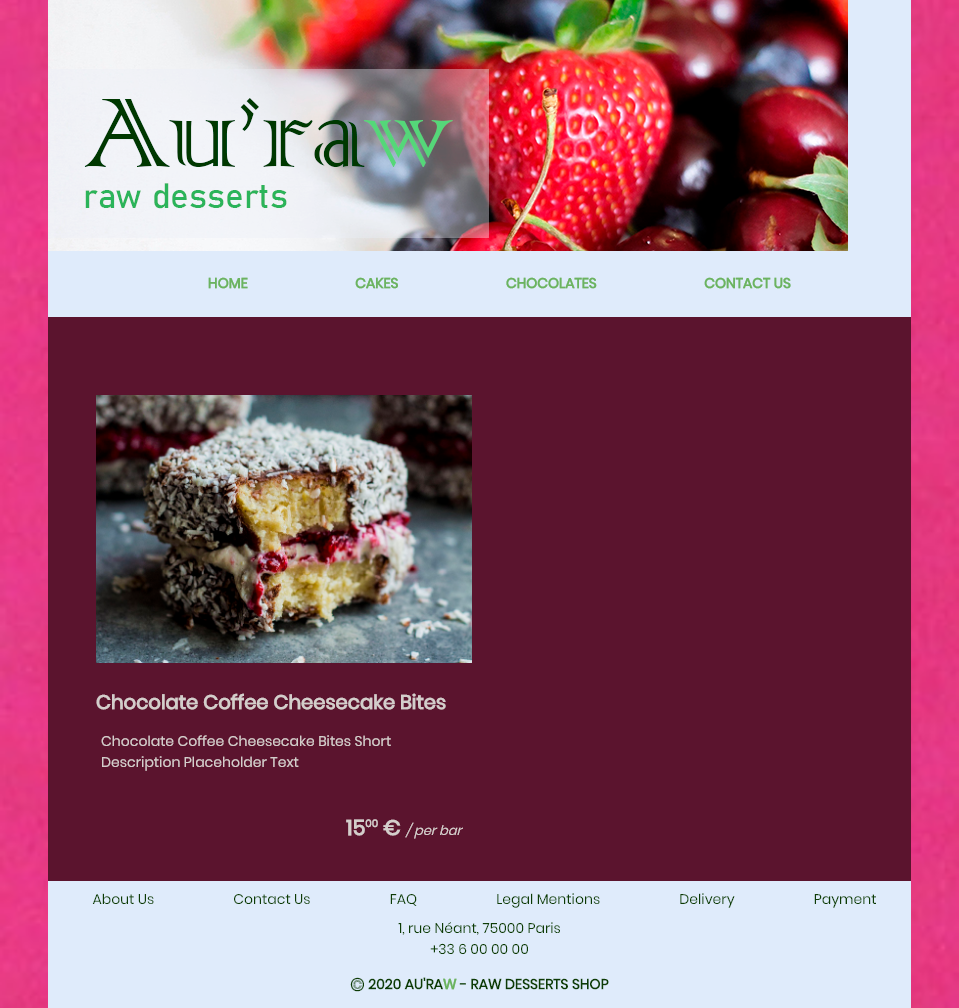 Au'raw
raw desserts
HOME CAKES CHOCOLATES CONTACT US
Chocolate Coffee Cheesecake Bites
Chocolate Coffee Cheesecake Bites Short
Description Placeholder Text
15⁰⁰ € / per bar
About Us Contact Us FAQ Legal Mentions Delivery Payment
1, rue Néant, 75000 Paris
+33 6 00 00 00
© 2020 AU'RAW - RAW DESSERTS SHOP